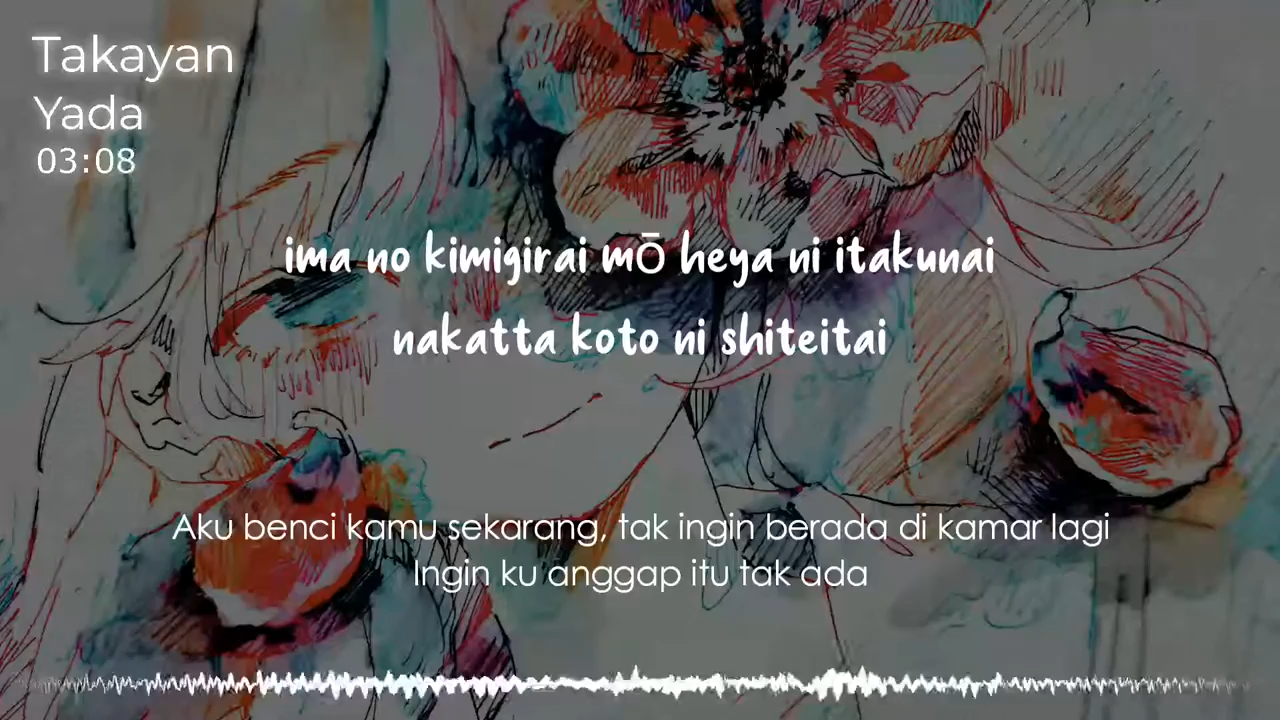 Takayan
Yada
03:08
ima no kimigirai mō heya ni itakunai
nakatta koto ni shiteitai
Aku benci kamu sekarang, tak ingin berada di kamar lagi
Ingin ku anggap itu tak ada